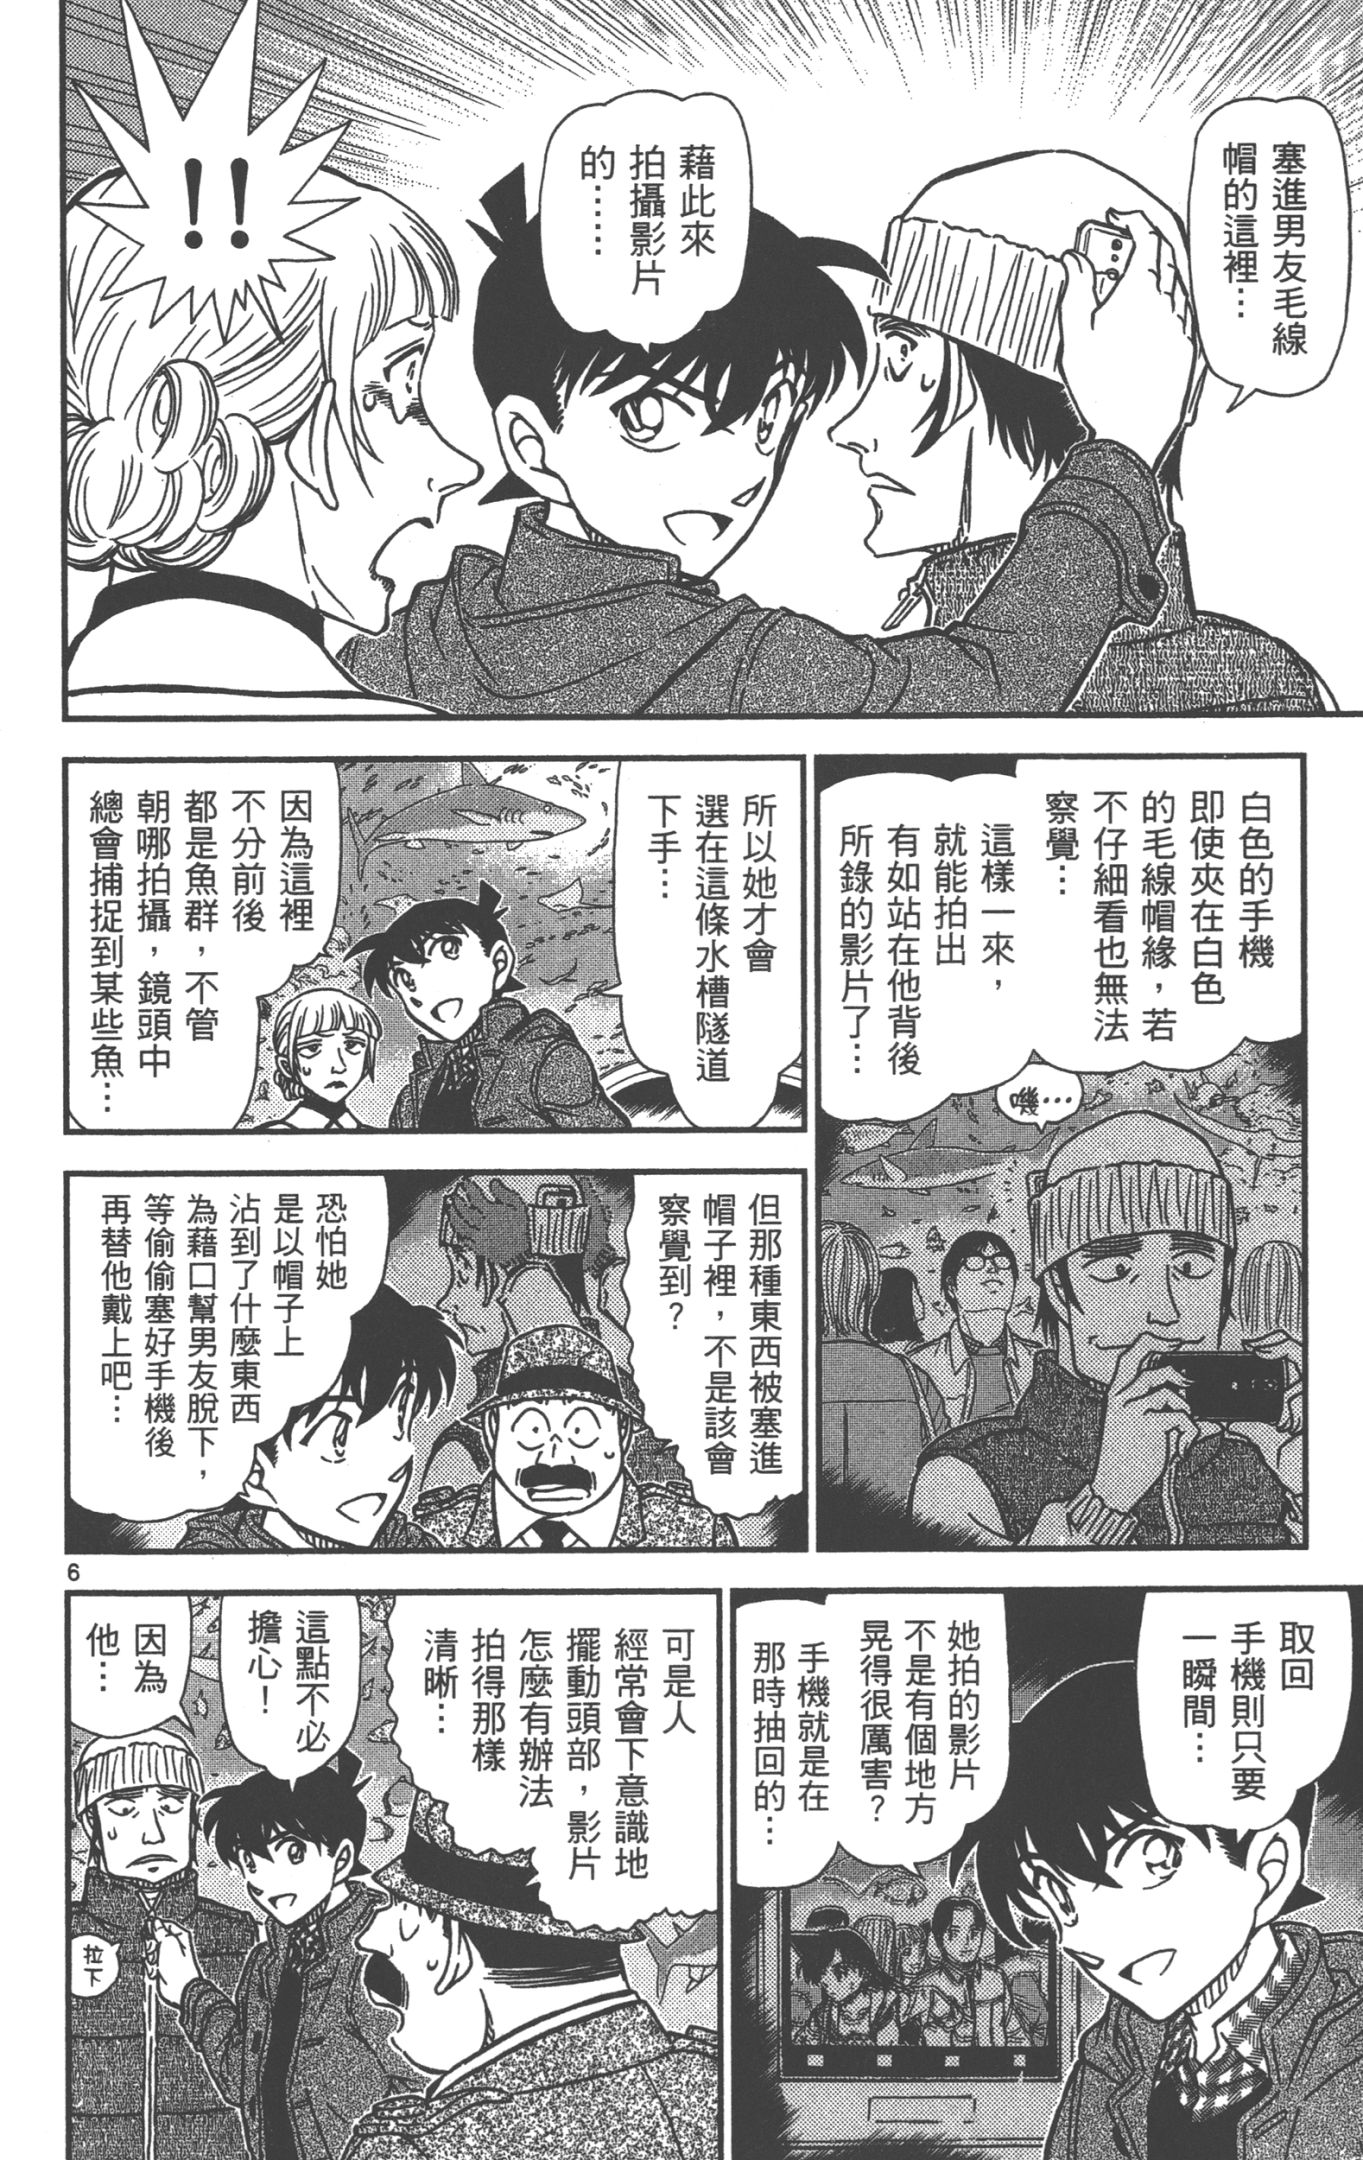 塞進男友毛線
帽的這裡…
藉此來
拍攝影片
的……
!!
白色的手機
即使夾在白色
的毛線帽緣，若
不仔細看也無法
察覺…
這樣一來，
就能拍出
有如站在他背後
所錄的影片了…
嘰…
所以她才會
選在這條水槽隧道
下手…
因為這裡
不分前後
都是魚群，不管
朝哪拍攝，鏡頭中
總會捕捉到某些魚…
但那種東西被塞進
帽子裡，不是該會
察覺到？
恐怕她
是以帽子上
沾到了什麼東西
為藉口幫男友脫下，
等偷偷塞好手機後
再替他戴上吧…
取回
手機則只要
一瞬間…
她拍的影片
不是有個地方
晃得很厲害？
手機就是在
那時抽回的…
可是人
經常會下意識地
擺動頭部，影片
怎麼有辦法
拍得那樣
清晰…
這點不必
擔心！
因為
他…
拉下
6